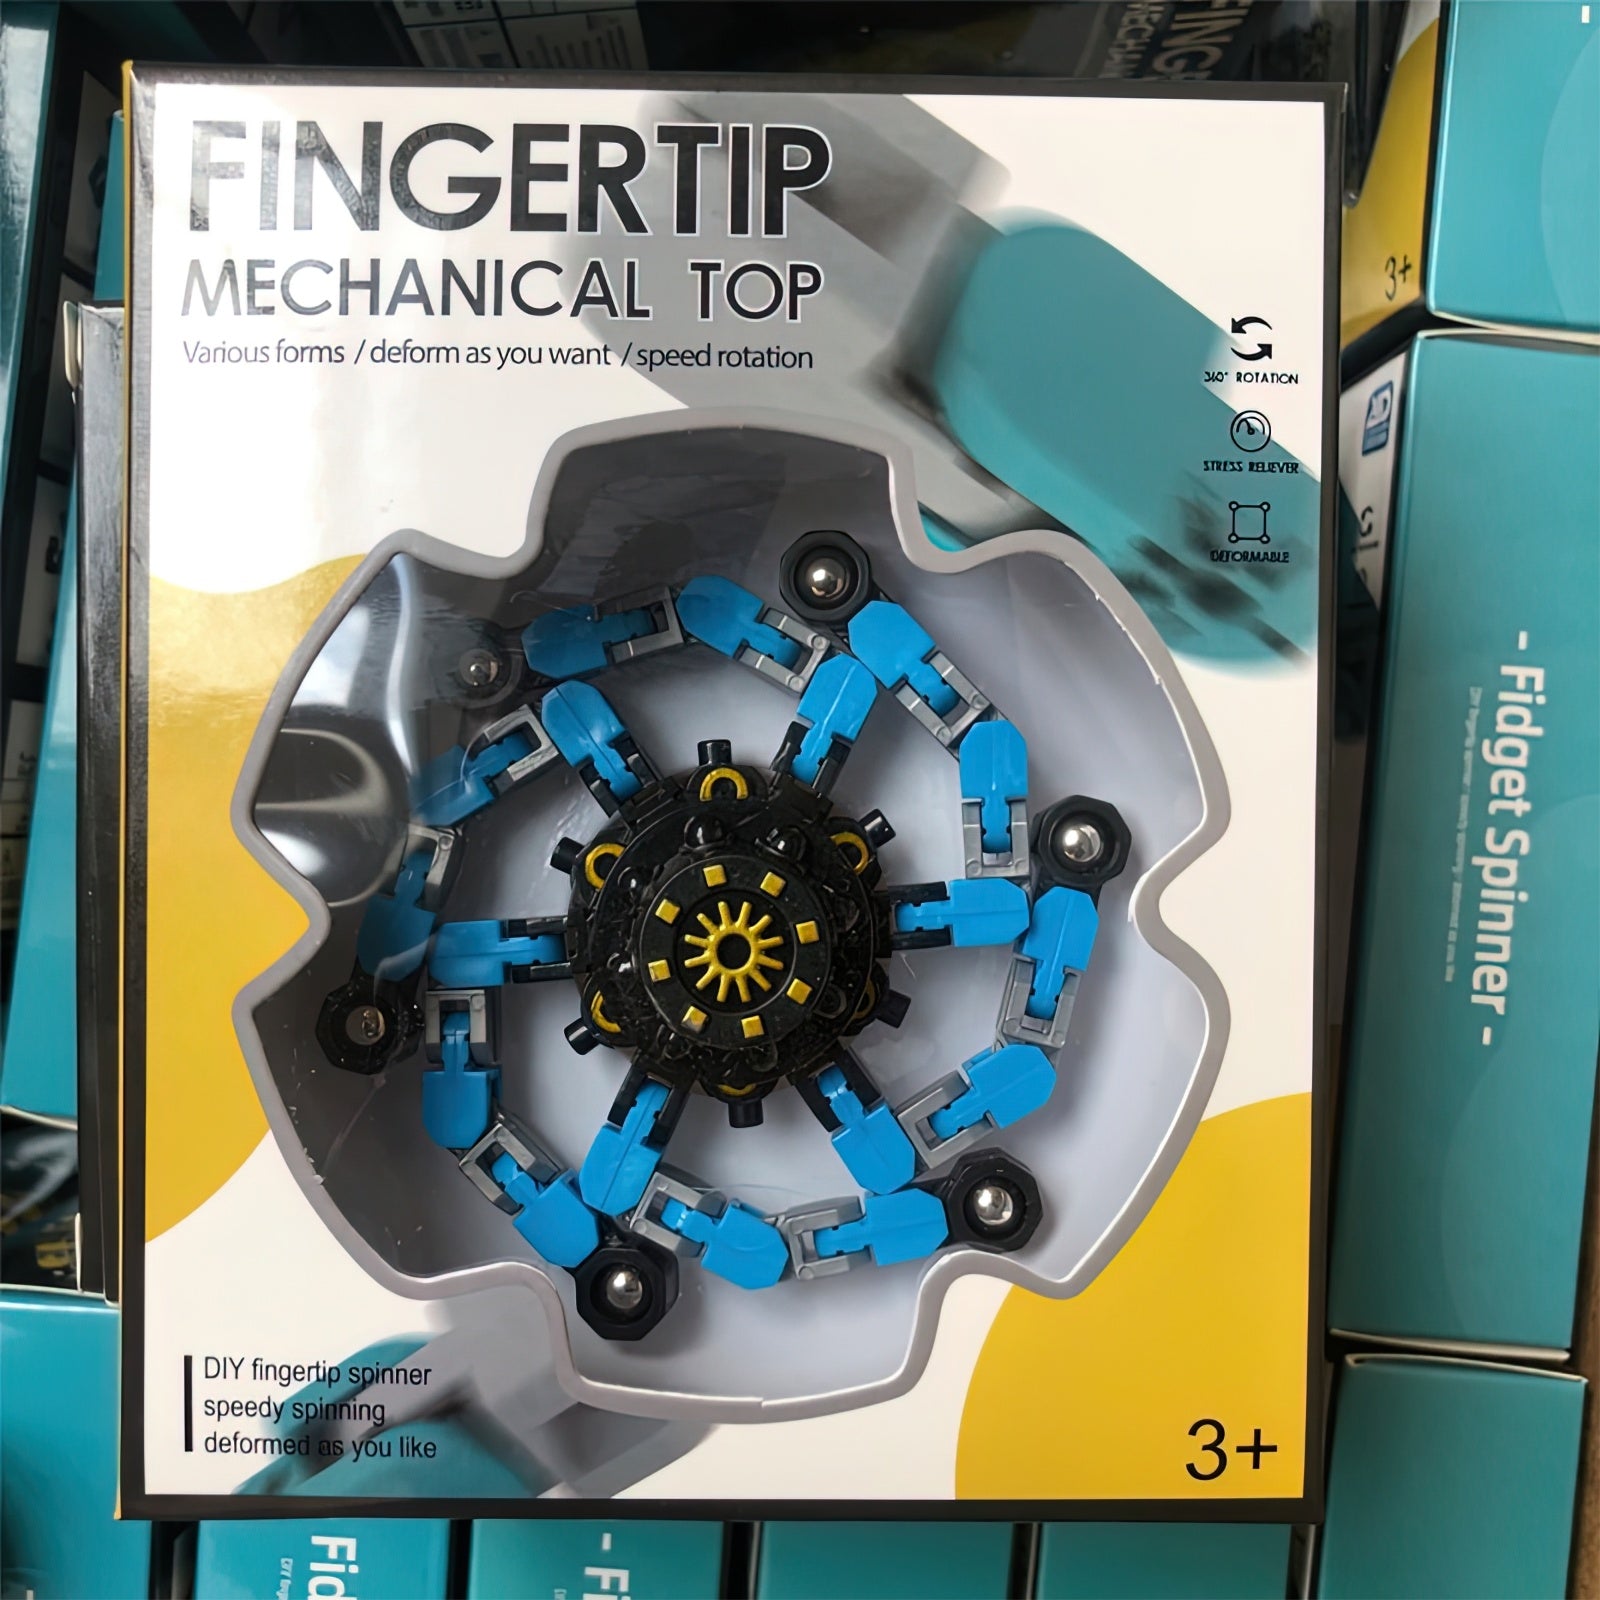 FINGERTIP
MECHANICAL TOP
Various forms / deform as you want / speed rotation
360° ROTATION
STRESS RELIEVER
DEFORMABLE
DIY fingertip spinner
speedy spinning
deformed as you like
3+
3+
- Fidget Spinner -
Fid
- Fi